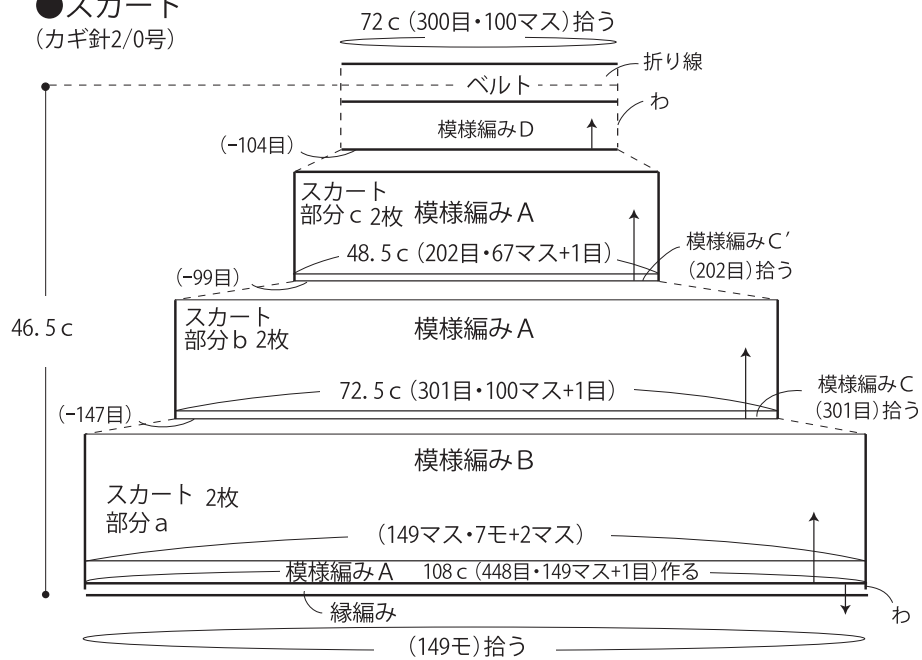 ●スカート
(カギ針2/0号)
72c(300目・100マス)拾う
折り線
ベルト
わ
模様編みD
(-104目)
スカート
部分c 2枚
模様編みA
48.5c(202目・67マス+1目)
模様編みC′
(202目)拾う
(-99目)
46.5c
スカート
部分b 2枚
模様編みA
72.5c(301目・100マス+1目)
模様編みC
(301目)拾う
(-147目)
模様編みB
スカート 2枚
部分a
(149マス・7モ+2マス)
模様編みA 108c(448目・149マス+1目)作る
縁編み
わ
(149モ)拾う